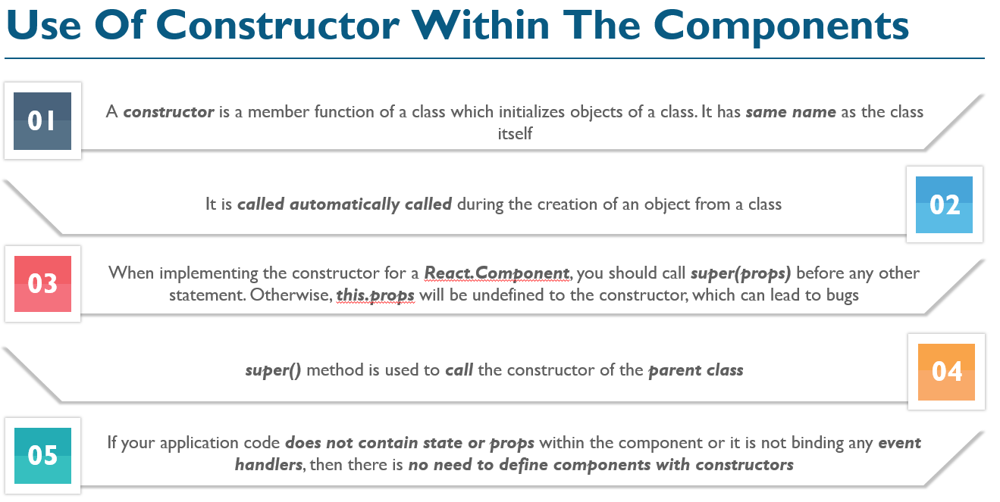 Use Of Constructor Within The Components
01
A constructor is a member function of a class which initializes objects of a class. It has same name as the class
itself
It is called automatically called during the creation of an object from a class
02
03
When implementing the constructor for a React.Component, you should call super(props) before any other
statement. Otherwise, this.props will be undefined to the constructor, which can lead to bugs
super() method is used to call the constructor of the parent class
04
05
If your application code does not contain state or props within the component or it is not binding any event
handlers, then there is no need to define components with constructors